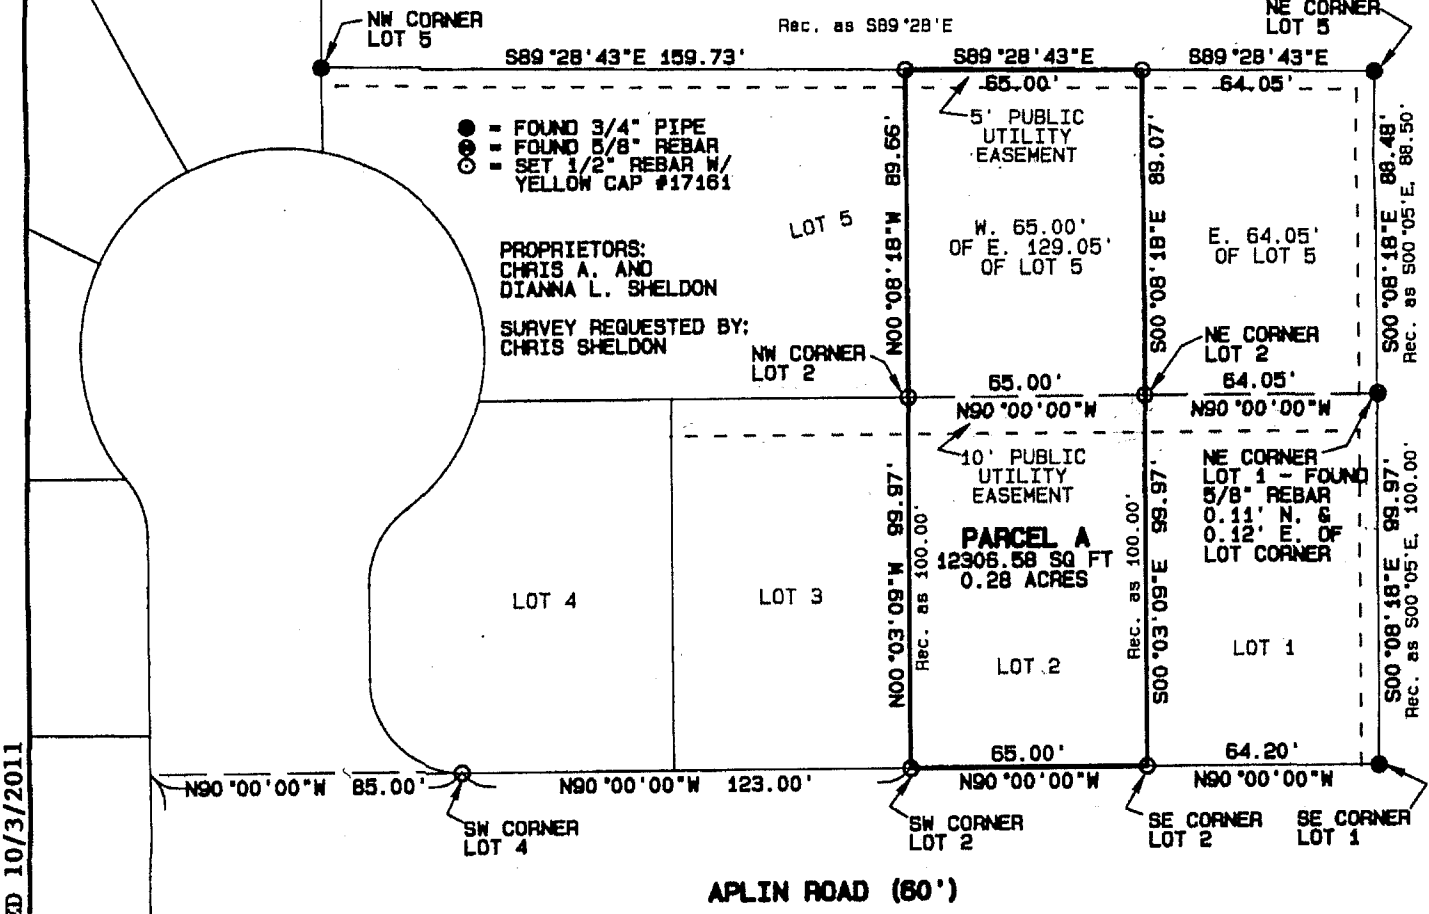 NW CORNER
LOT 5
Rec. as S89°28'E
NE CORNER
LOT 5
S89°28'43"E 159.73'
S89°28'43"E
65.00'
S89°28'43"E
64.05'
= FOUND 3/4" PIPE
= FOUND 5/8" REBAR
= SET 1/2" REBAR W/
YELLOW CAP #17161
5' PUBLIC
UTILITY
EASEMENT
N00°08'18"W 89.66'
S00°08'18"E 89.07'
S00°08'18"E 88.48'
Rec. as S00°05'E, 88.50'
LOT 5
W. 65.00'
OF E. 129.05'
OF LOT 5
E. 64.05'
OF LOT 5
PROPRIETORS:
CHRIS A. AND
DIANNA L. SHELDON
SURVEY REQUESTED BY:
CHRIS SHELDON
NW CORNER
LOT 2
NE CORNER
LOT 2
65.00'
N90°00'00"W
64.05'
N90°00'00"W
10' PUBLIC
UTILITY
EASEMENT
NE CORNER
LOT 1 - FOUND
5/8" REBAR
0.11' N. &
0.12' E. OF
LOT CORNER
N00°03'09"W 99.97'
Rec. as 100.00'
PARCEL A
12306.58 SQ FT
0.28 ACRES
Rec. as 100.00'
S00°03'09"E 99.97'
S00°08'18"E 99.97'
Rec. as S00°05'E, 100.00'
LOT 4
LOT 3
LOT 2
LOT 1
N90°00'00"W 85.00'
N90°00'00"W 123.00'
65.00'
N90°00'00"W
64.20'
N90°00'00"W
SW CORNER
LOT 4
SW CORNER
LOT 2
SE CORNER
LOT 2
SE CORNER
LOT 1
APLIN ROAD (60')
10/3/2011